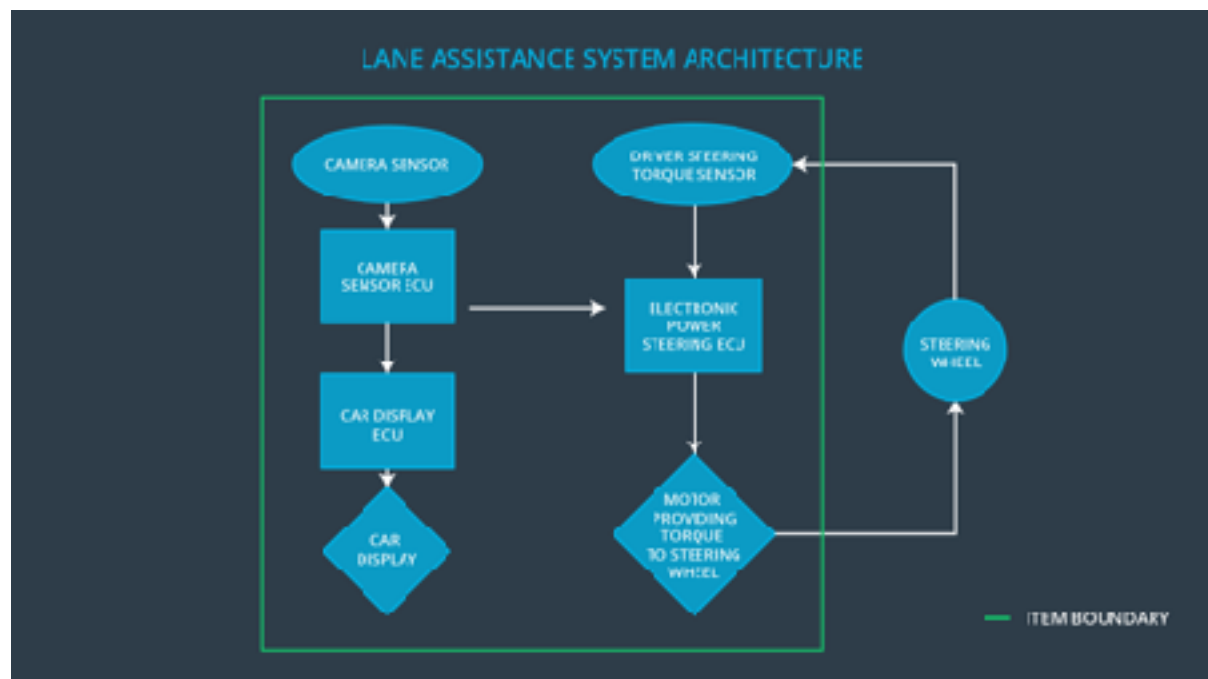 LANE ASSISTANCE SYSTEM ARCHITECTURE
CAMERA SENSOR
DRIVER STEERING
TORQUE SENSOR
CAMERA
SENSOR ECU
ELECTRONIC
POWER
STEERING ECU
STEERING
WHEEL
CAR DISPLAY
ECU
MOTOR
PROVIDING
TORQUE
TO STEERING
WHEEL
CAR
DISPLAY
ITEM BOUNDARY